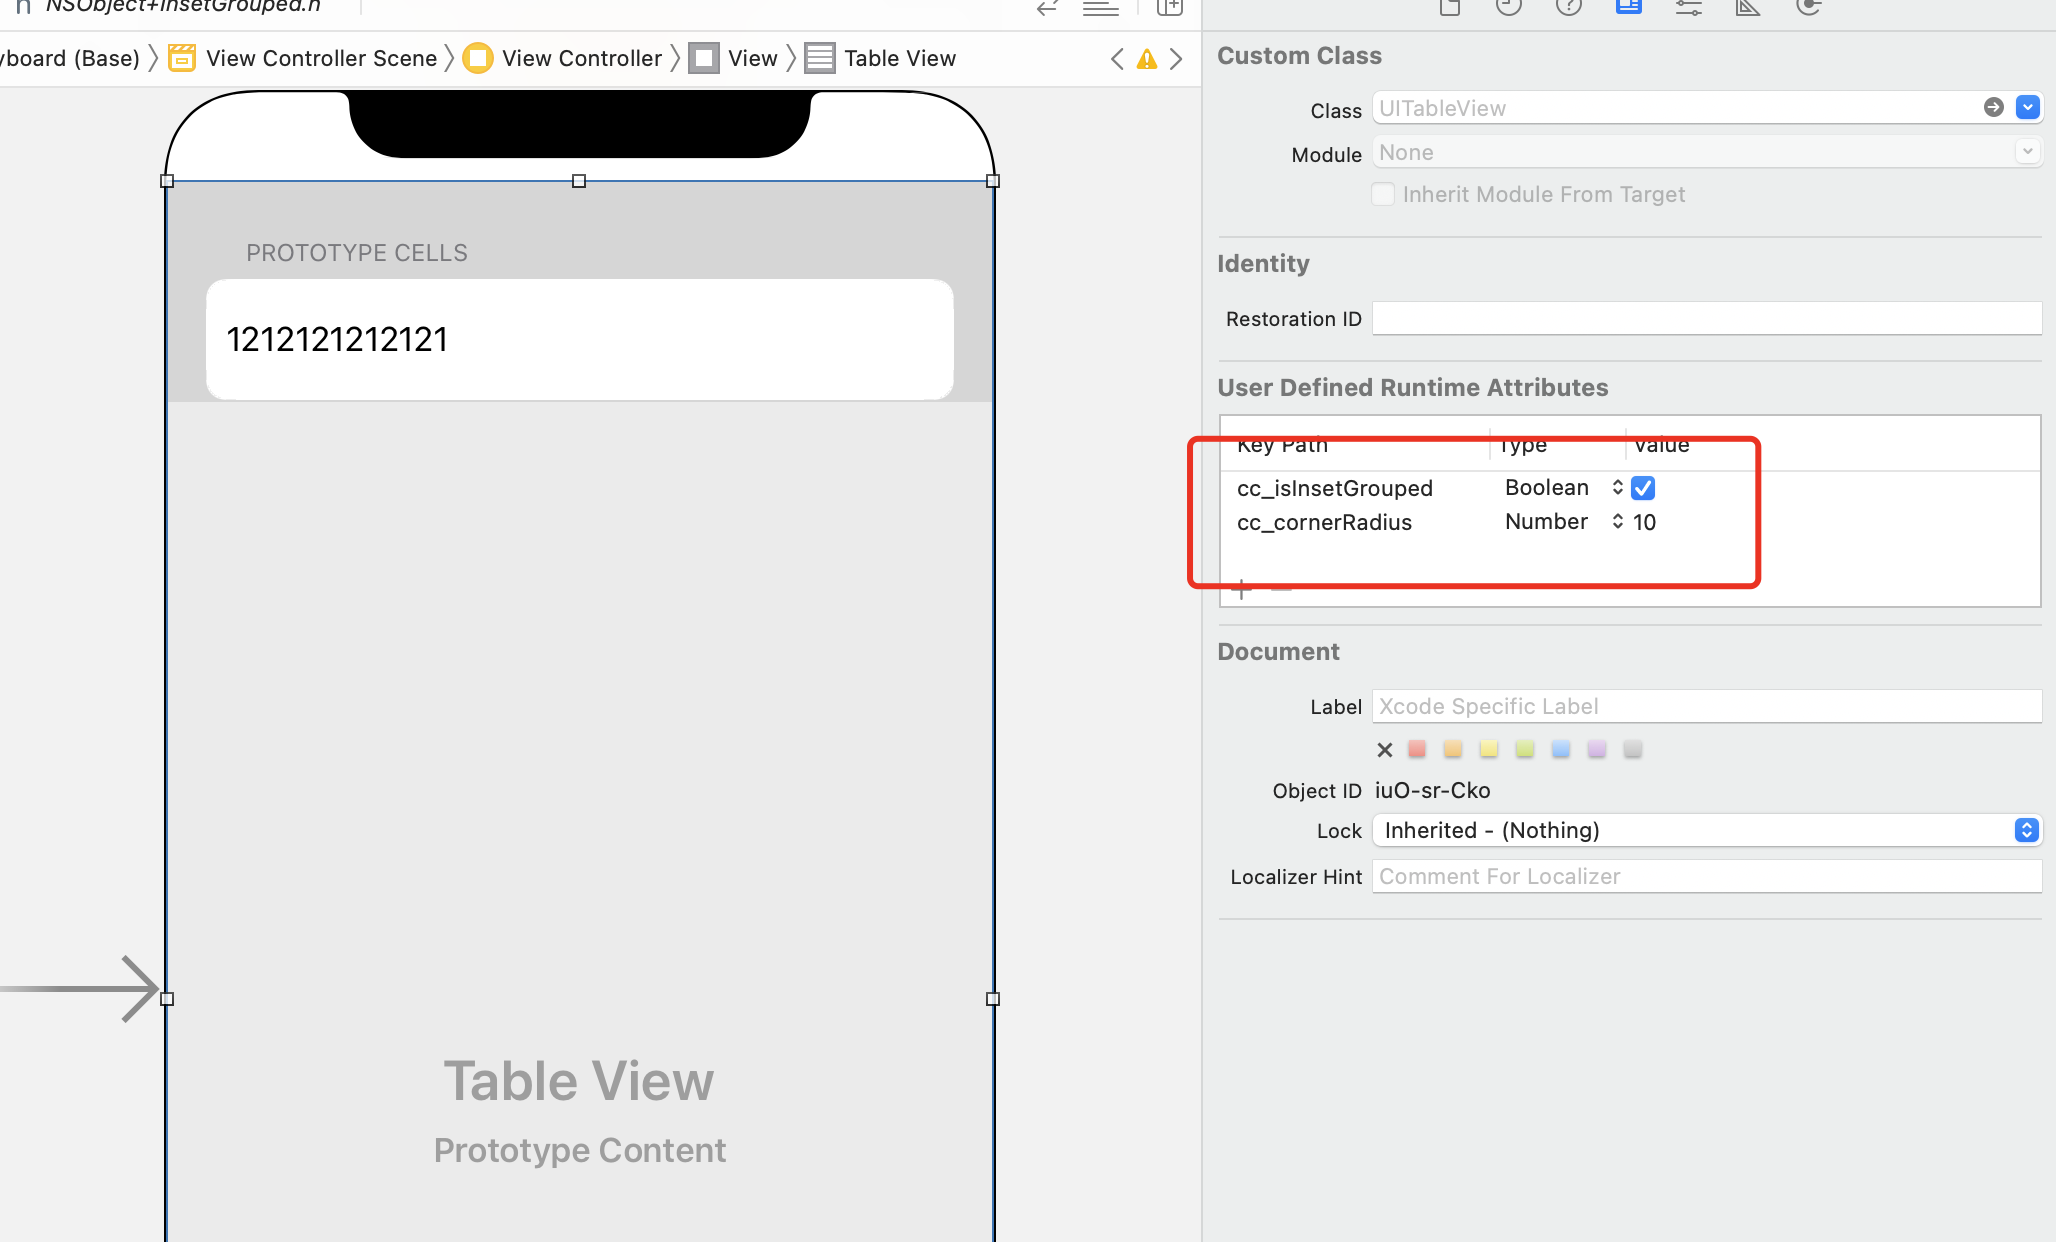 NSObject+InsetGrouped.h
yboard (Base) View Controller Scene View Controller View Table View
PROTOTYPE CELLS
1212121212121
Table View
Prototype Content
Custom Class
Class UITableView
Module None
Inherit Module From Target
Identity
Restoration ID
User Defined Runtime Attributes
Key Path Type Value
cc_isInsetGrouped Boolean
cc_cornerRadius Number 10
Document
Label Xcode Specific Label
Object ID iuO-sr-Cko
Lock Inherited - (Nothing)
Localizer Hint Comment For Localizer